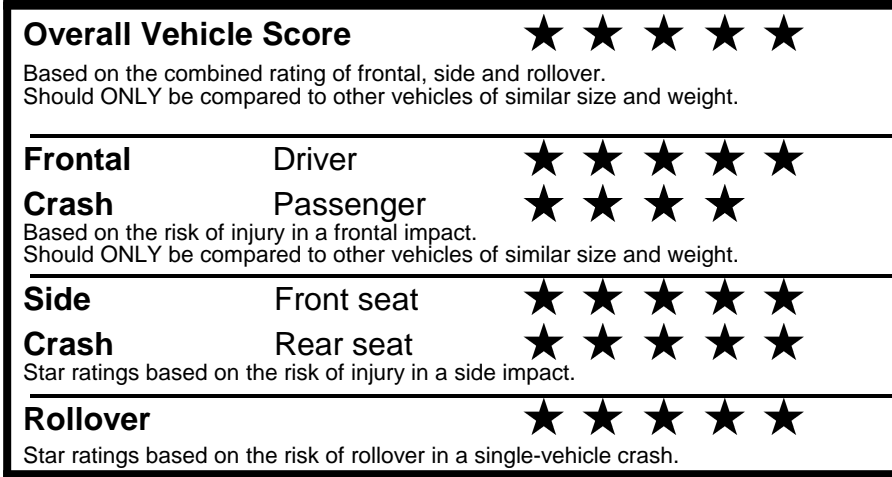 Overall Vehicle Score ★ ★ ★ ★ ★
Based on the combined rating of frontal, side and rollover.
Should ONLY be compared to other vehicles of similar size and weight.
Frontal Driver ★ ★ ★ ★ ★
Crash Passenger ★ ★ ★ ★
Based on the risk of injury in a frontal impact.
Should ONLY be compared to other vehicles of similar size and weight.
Side Front seat ★ ★ ★ ★ ★
Crash Rear seat ★ ★ ★ ★ ★
Star ratings based on the risk of injury in a side impact.
Rollover ★ ★ ★ ★ ★
Star ratings based on the risk of rollover in a single-vehicle crash.